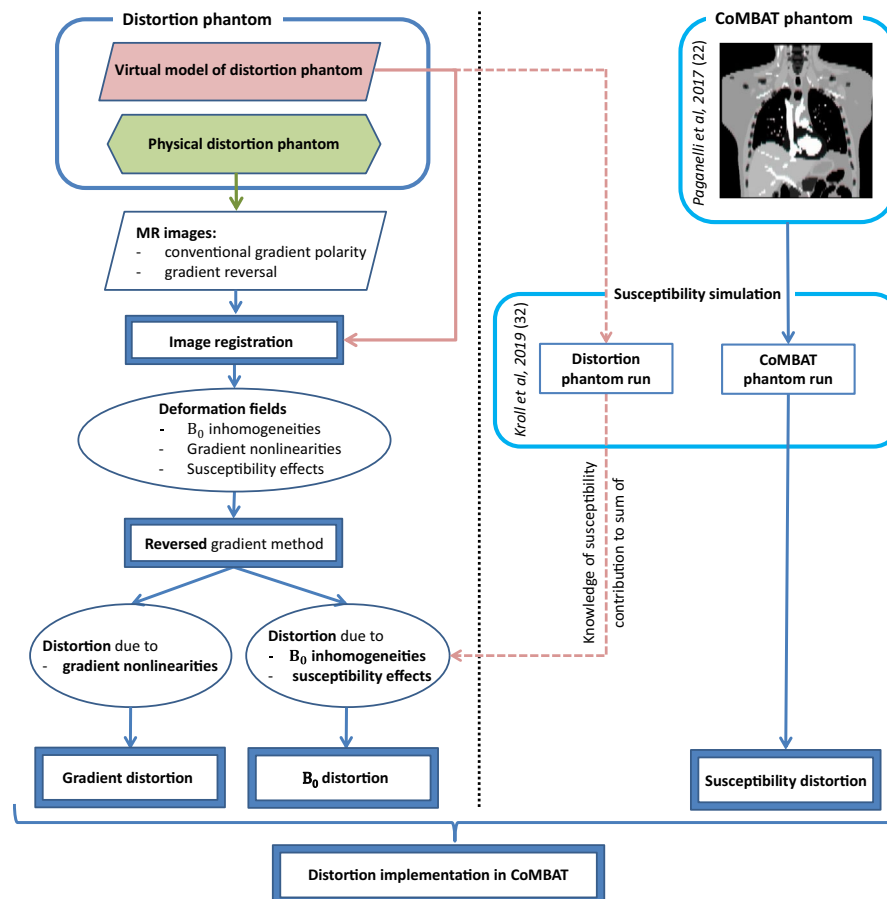 Distortion phantom
Virtual model of distortion phantom
Physical distortion phantom
MR images:
- conventional gradient polarity
- gradient reversal
Image registration
Deformation fields
- B₀ inhomogeneities
- Gradient nonlinearities
- Susceptibility effects
Reversed gradient method
Distortion due to
- gradient nonlinearities
Distortion due to
- B₀ inhomogeneities
- susceptibility effects
Gradient distortion
B₀ distortion
CoMBAT phantom
Paganelli et al, 2017 (22)
Susceptibility simulation
Kroll et al, 2019 (32)
Distortion
phantom run
CoMBAT
phantom run
Knowledge of susceptibility
contribution to sum of
Susceptibility distortion
Distortion implementation in CoMBAT